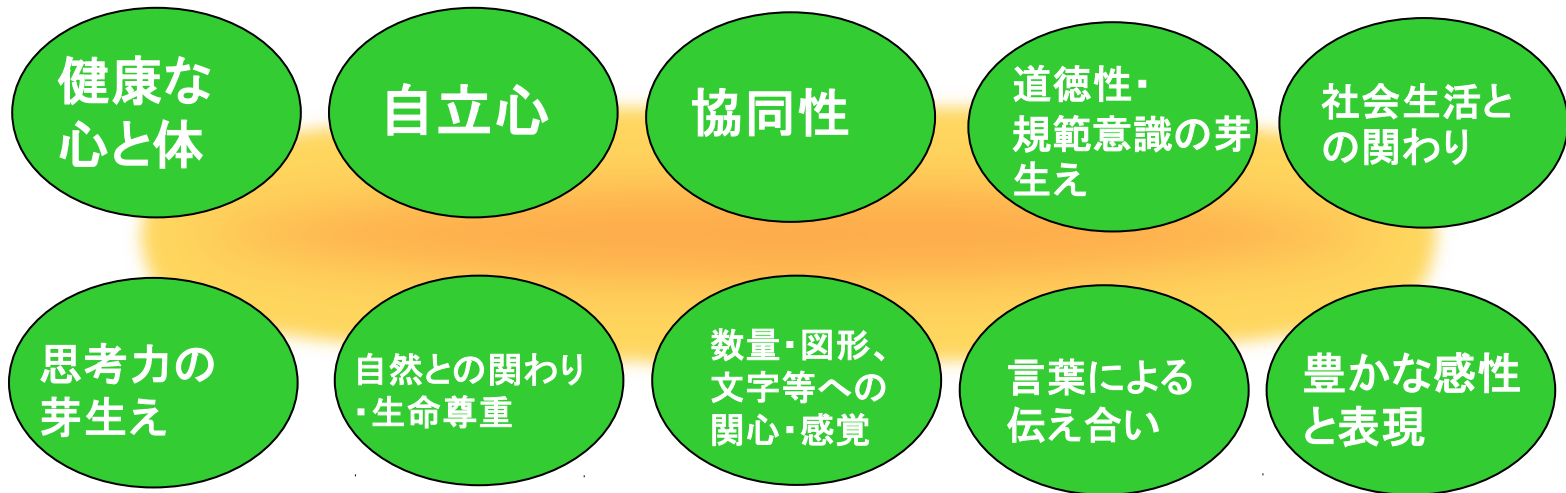 健康な
心と体
自立心
協同性
道徳性・
規範意識の芽
生え
社会生活と
の関わり
思考力の
芽生え
自然との関わり
・生命尊重
数量・図形、
文字等への
関心・感覚
言葉による
伝え合い
豊かな感性
と表現